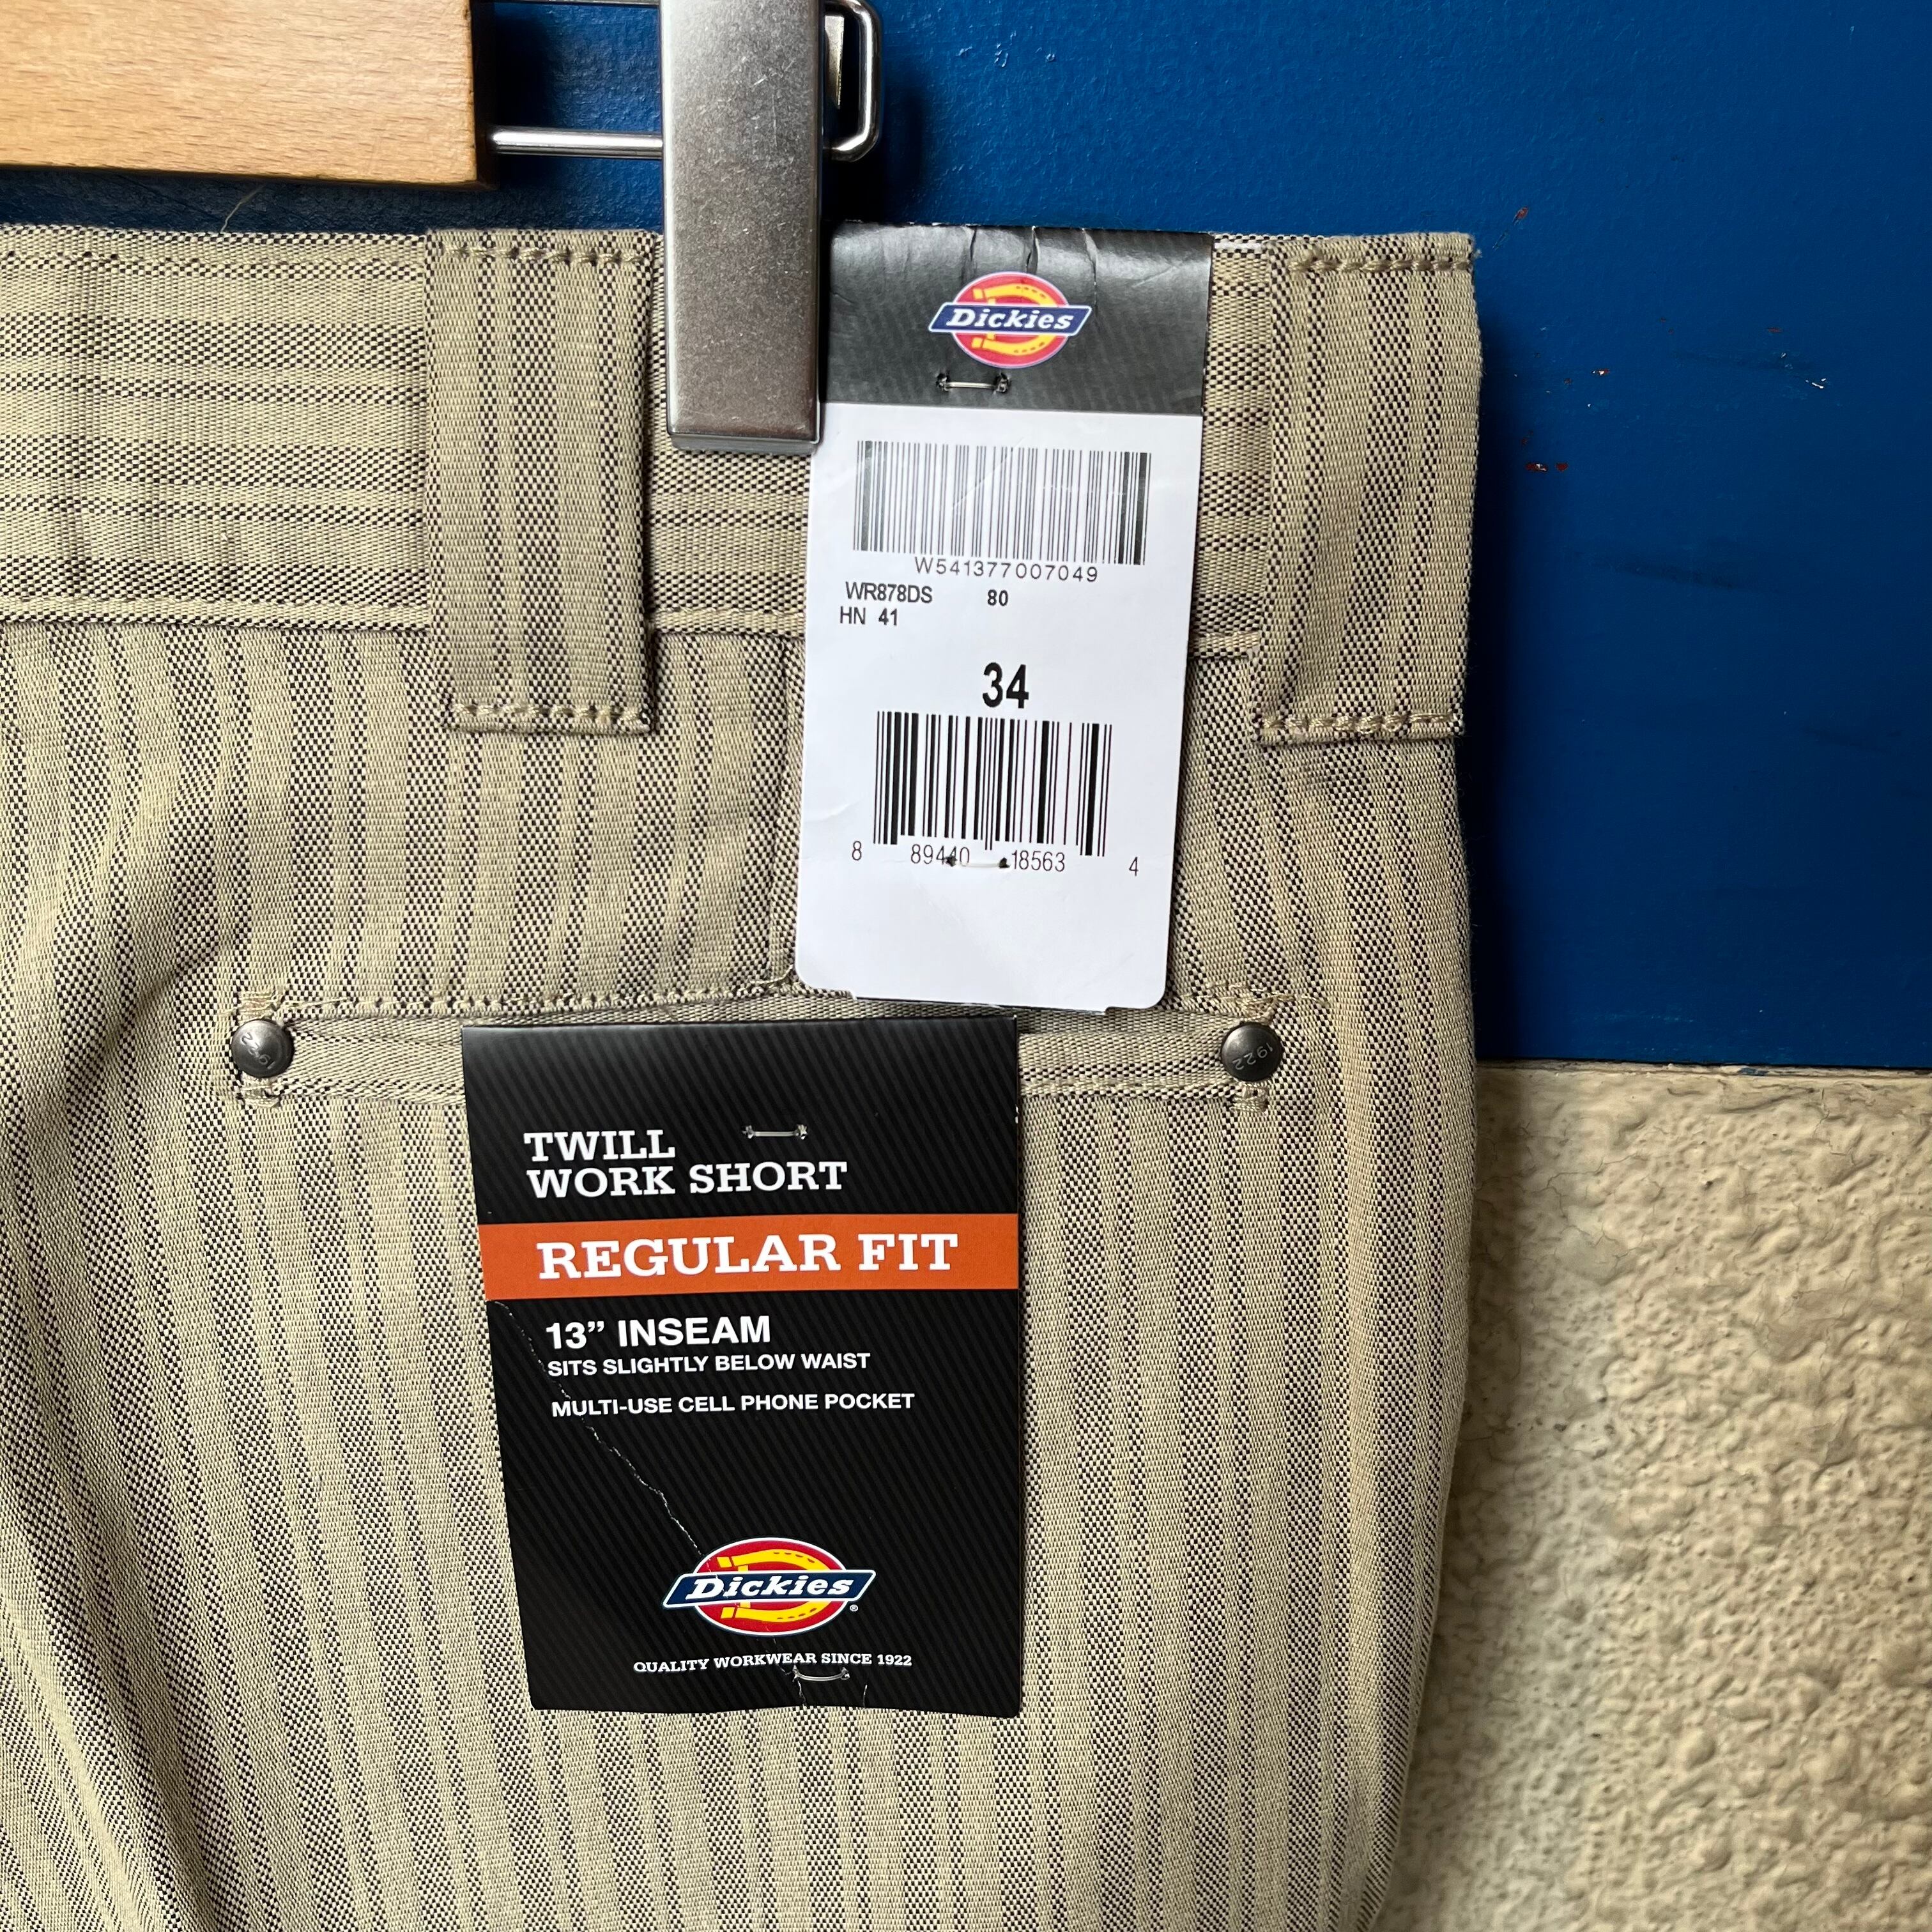 Dickies
W541377007049
WR878DS 80
HN 41
34
8 89440 18563 4
1922
1922
TWILL
WORK SHORT
REGULAR FIT
13” INSEAM
SITS SLIGHTLY BELOW WAIST
MULTI-USE CELL PHONE POCKET
Dickies®
QUALITY WORKWEAR SINCE 1922